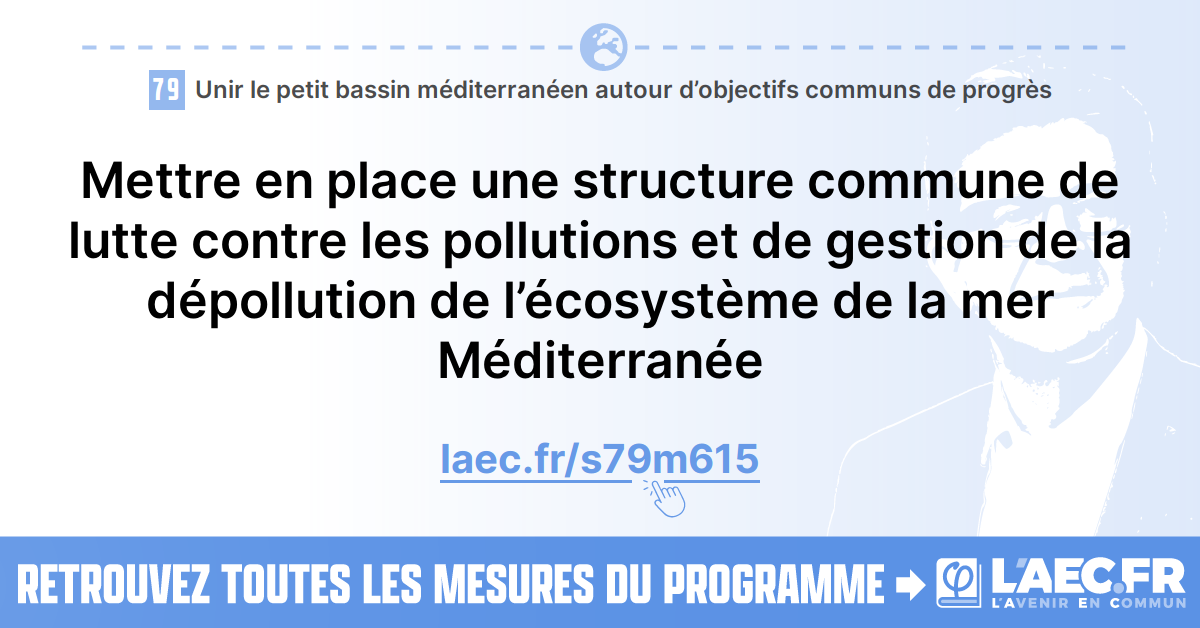 79 Unir le petit bassin méditerranéen autour d’objectifs communs de progrès
Mettre en place une structure commune de
lutte contre les pollutions et de gestion de la
dépollution de l’écosystème de la mer
Méditerranée
laec.fr/s79m615
RETROUVEZ TOUTES LES MESURES DU PROGRAMME
φ L’AEC.FR
L’AVENIR EN COMMUN